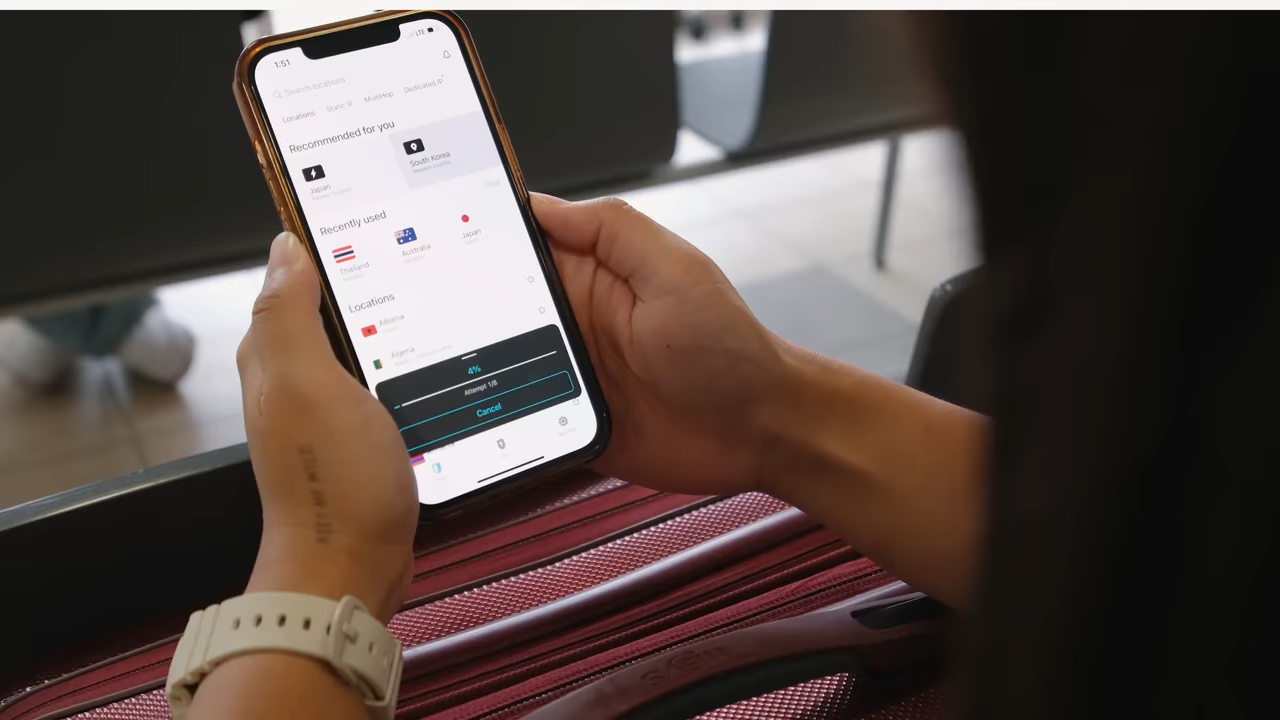 1:51
LTE
Search locations
Locations Static IP MultiHop Dedicated IP
Recommended for you
Japan
South Korea
Recently used
Thailand
Australia
Japan
Locations
Albania
Algeria
4%
Attempt 1/8
Cancel